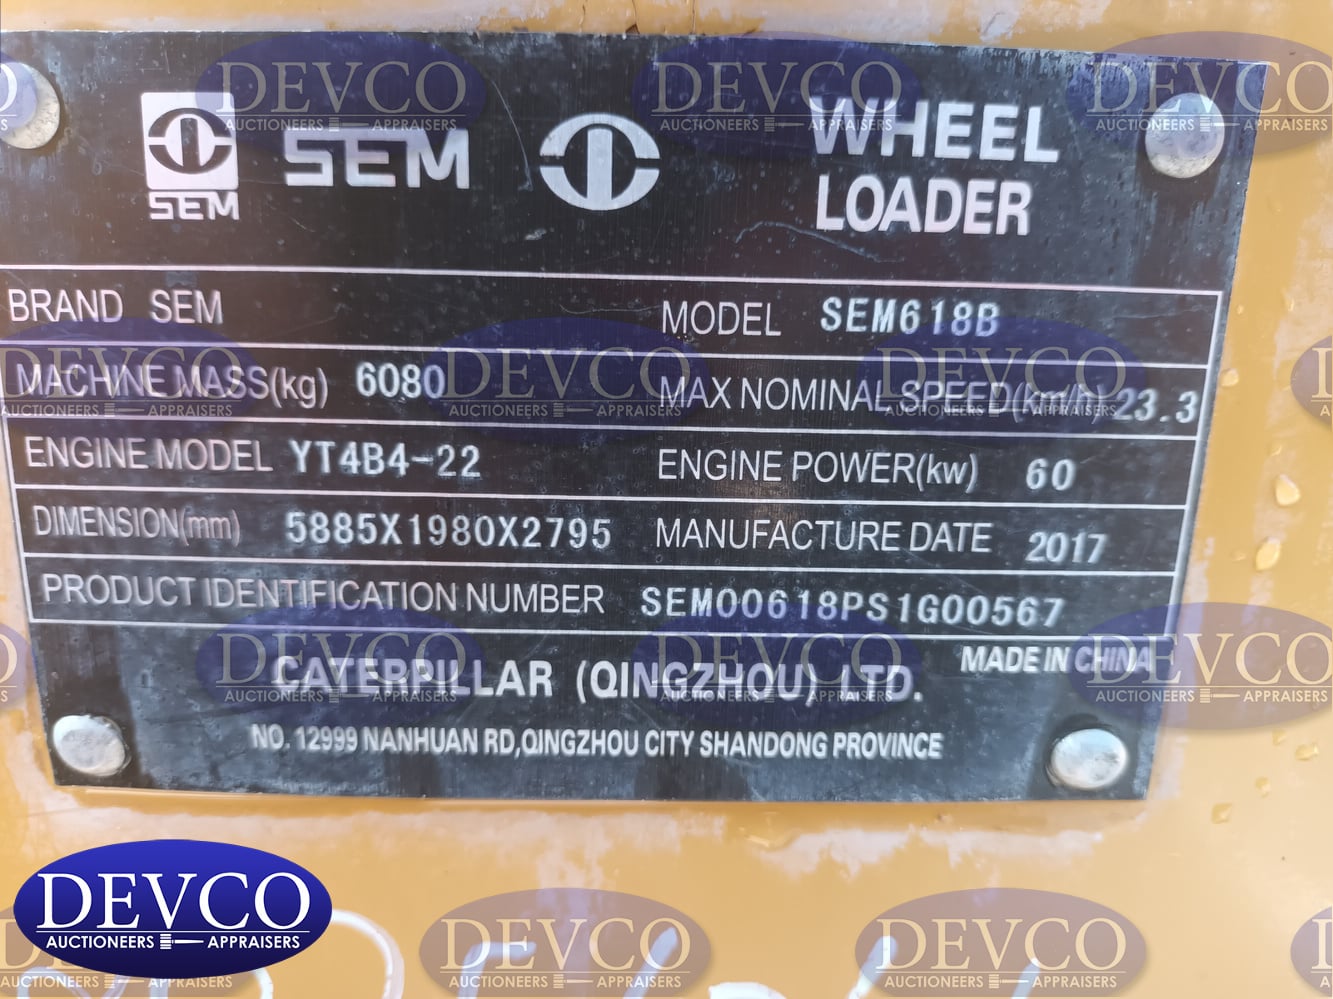 SEM
SEM
WHEEL
LOADER
BRAND SEM
MODEL SEM618B
MACHINE MASS(kg) 6080
MAX NOMINAL SPEED(km/h) 23.3
ENGINE MODEL YT4B4-22
ENGINE POWER(kw) 60
DIMENSION(mm) 5885X1980X2795
MANUFACTURE DATE 2017
PRODUCT IDENTIFICATION NUMBER SEM00618PS1G00567
MADE IN CHINA
CATERPILLAR (QINGZHOU) LTD.
NO. 12999 NANHUAN RD,QINGZHOU CITY SHANDONG PROVINCE
DEVCO
AUCTIONEERS APPRAISERS